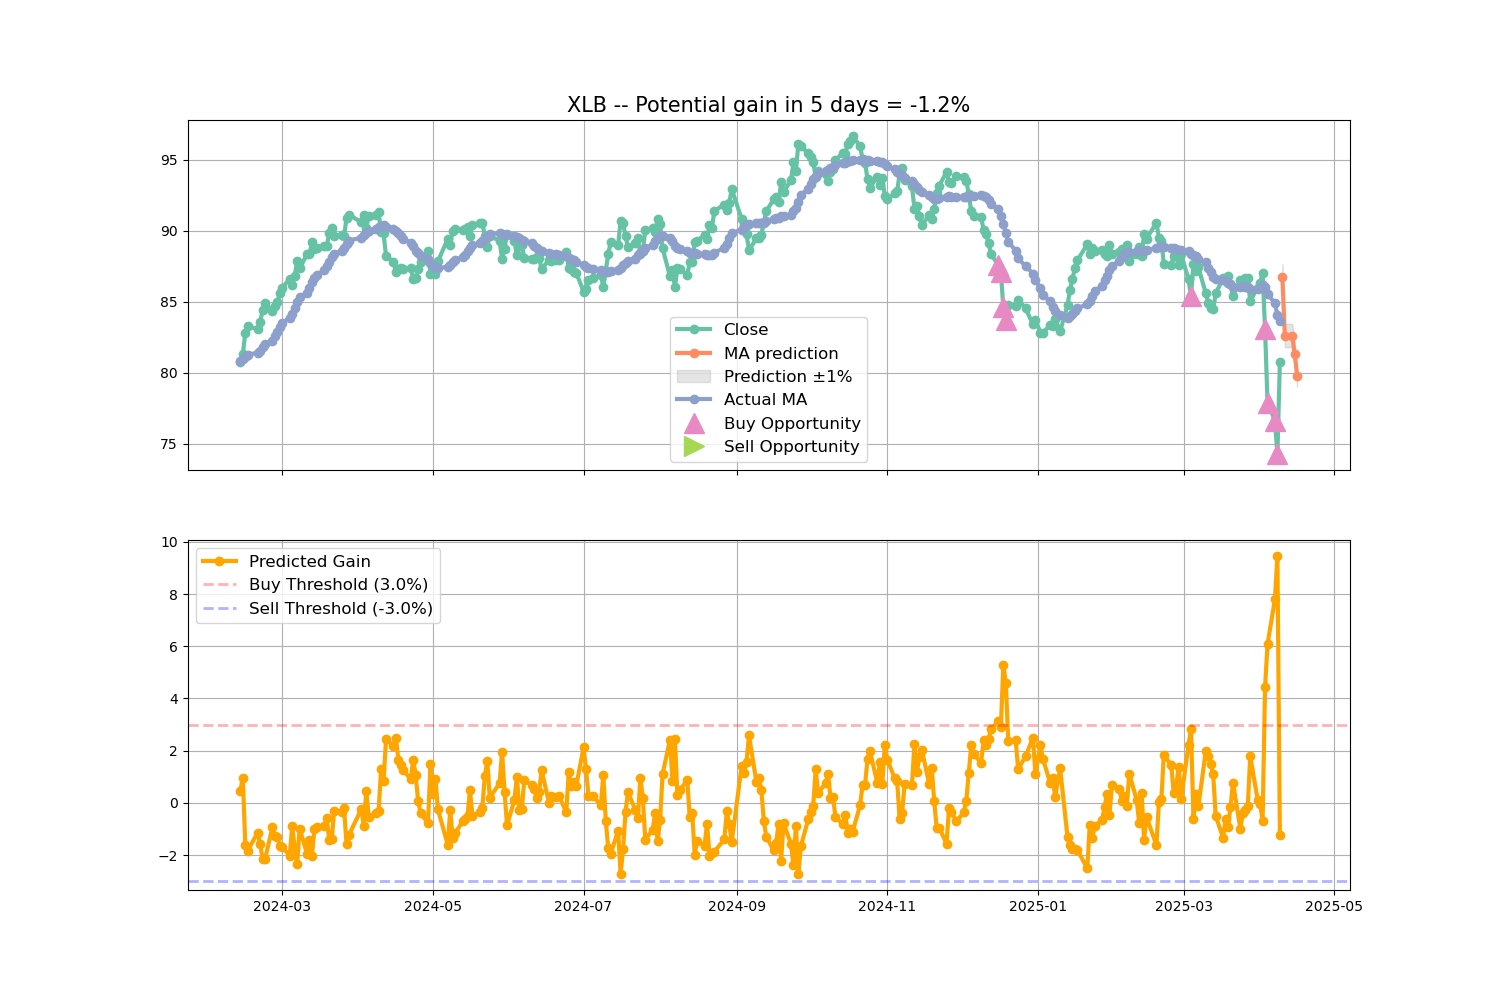 XLB -- Potential gain in 5 days = -1.2%
95
90
85
80
75
Close
MA prediction
Prediction ±1%
Actual MA
Buy Opportunity
Sell Opportunity
10
8
6
4
2
0
−2
Predicted Gain
Buy Threshold (3.0%)
Sell Threshold (-3.0%)
2024-03 2024-05 2024-07 2024-09 2024-11 2025-01 2025-03 2025-05